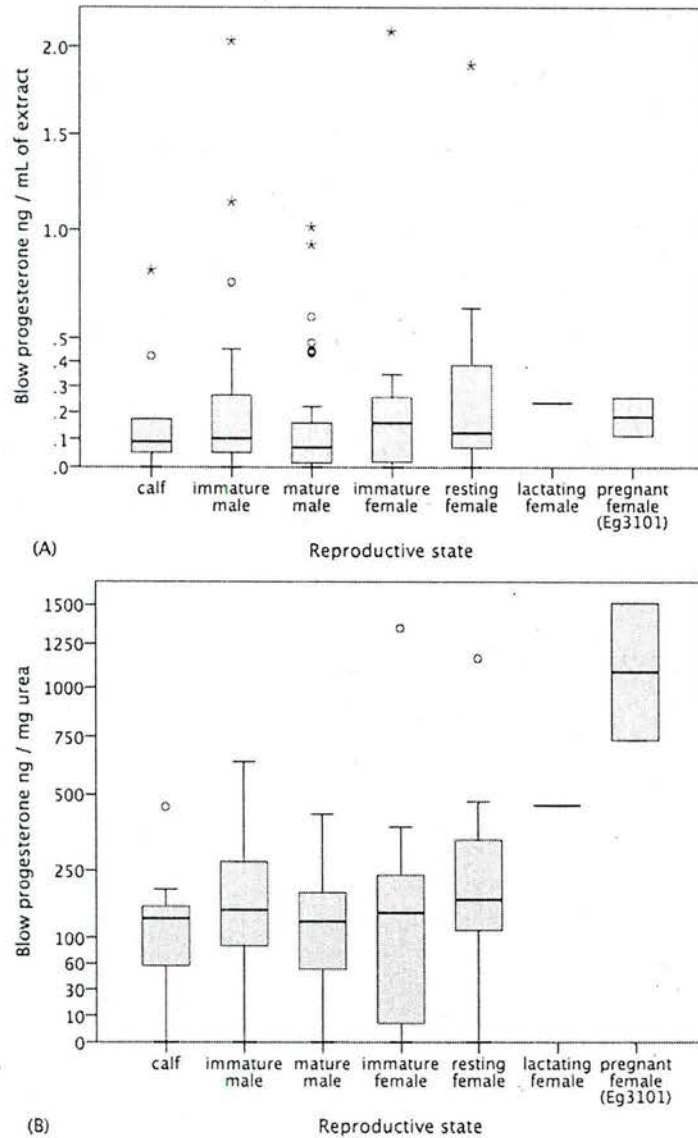 Blow progesterone ng / mL of extract
2.0
1.5
1.0
.5
.4
.3
.2
.1
.0
calf
immature male
mature male
immature female
resting female
lactating female
pregnant female (Eg3101)
(A)
Reproductive state
Blow progesterone ng / mg urea
1500
1250
1000
750
500
250
100
60
30
10
0
calf
immature male
mature male
immature female
resting female
lactating female
pregnant female (Eg3101)
(B)
Reproductive state